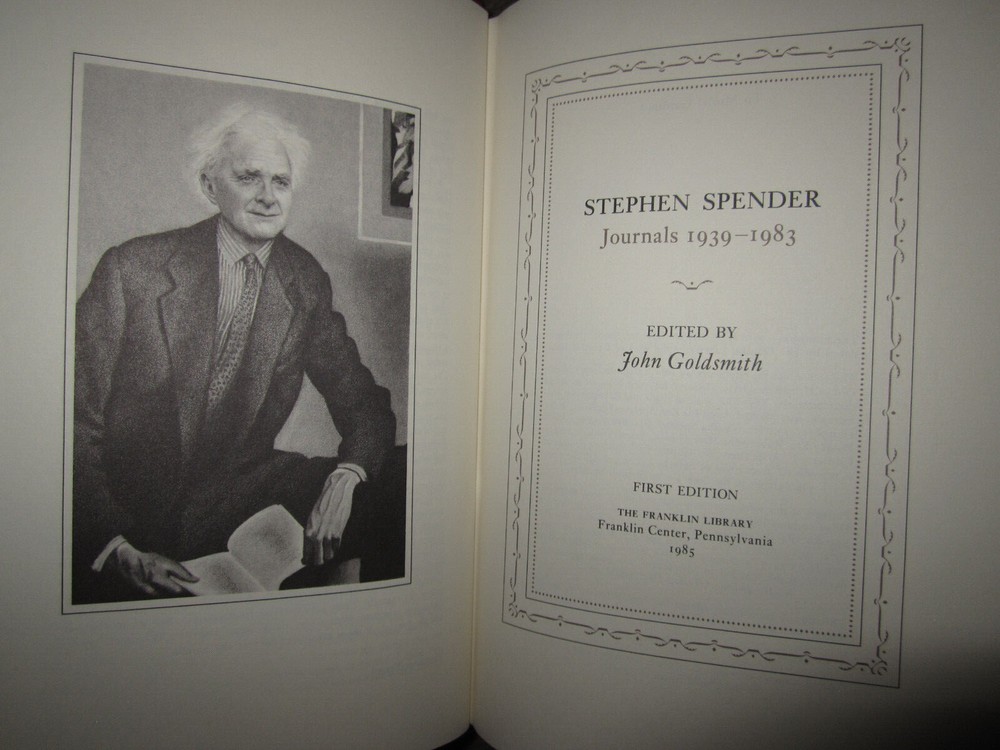 STEPHEN SPENDER
Journals 1939–1983
EDITED BY
John Goldsmith
FIRST EDITION
THE FRANKLIN LIBRARY
Franklin Center, Pennsylvania
1985